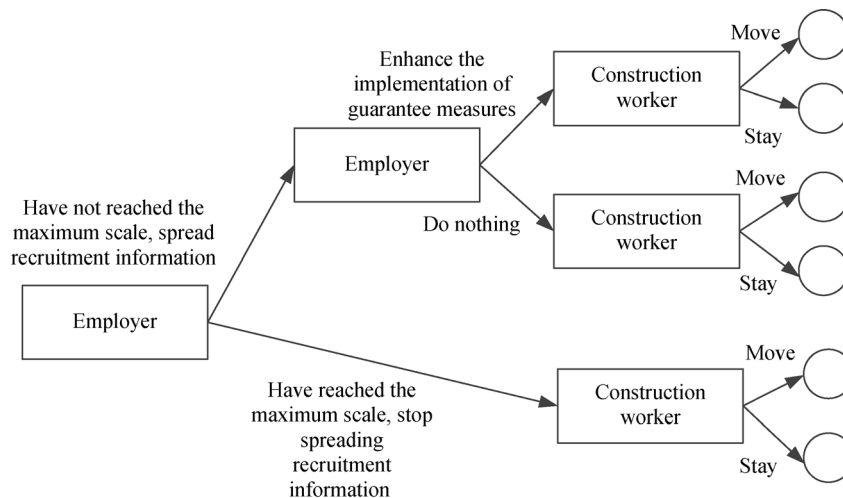 Move
Enhance the
implementation of
guarantee measures
Construction
worker
Stay
Employer
Have not reached the
maximum scale, spread
recruitment information
Do nothing
Move
Construction
worker
Stay
Employer
Move
Have reached the
maximum scale, stop
spreading
recruitment
information
Construction
worker
Stay